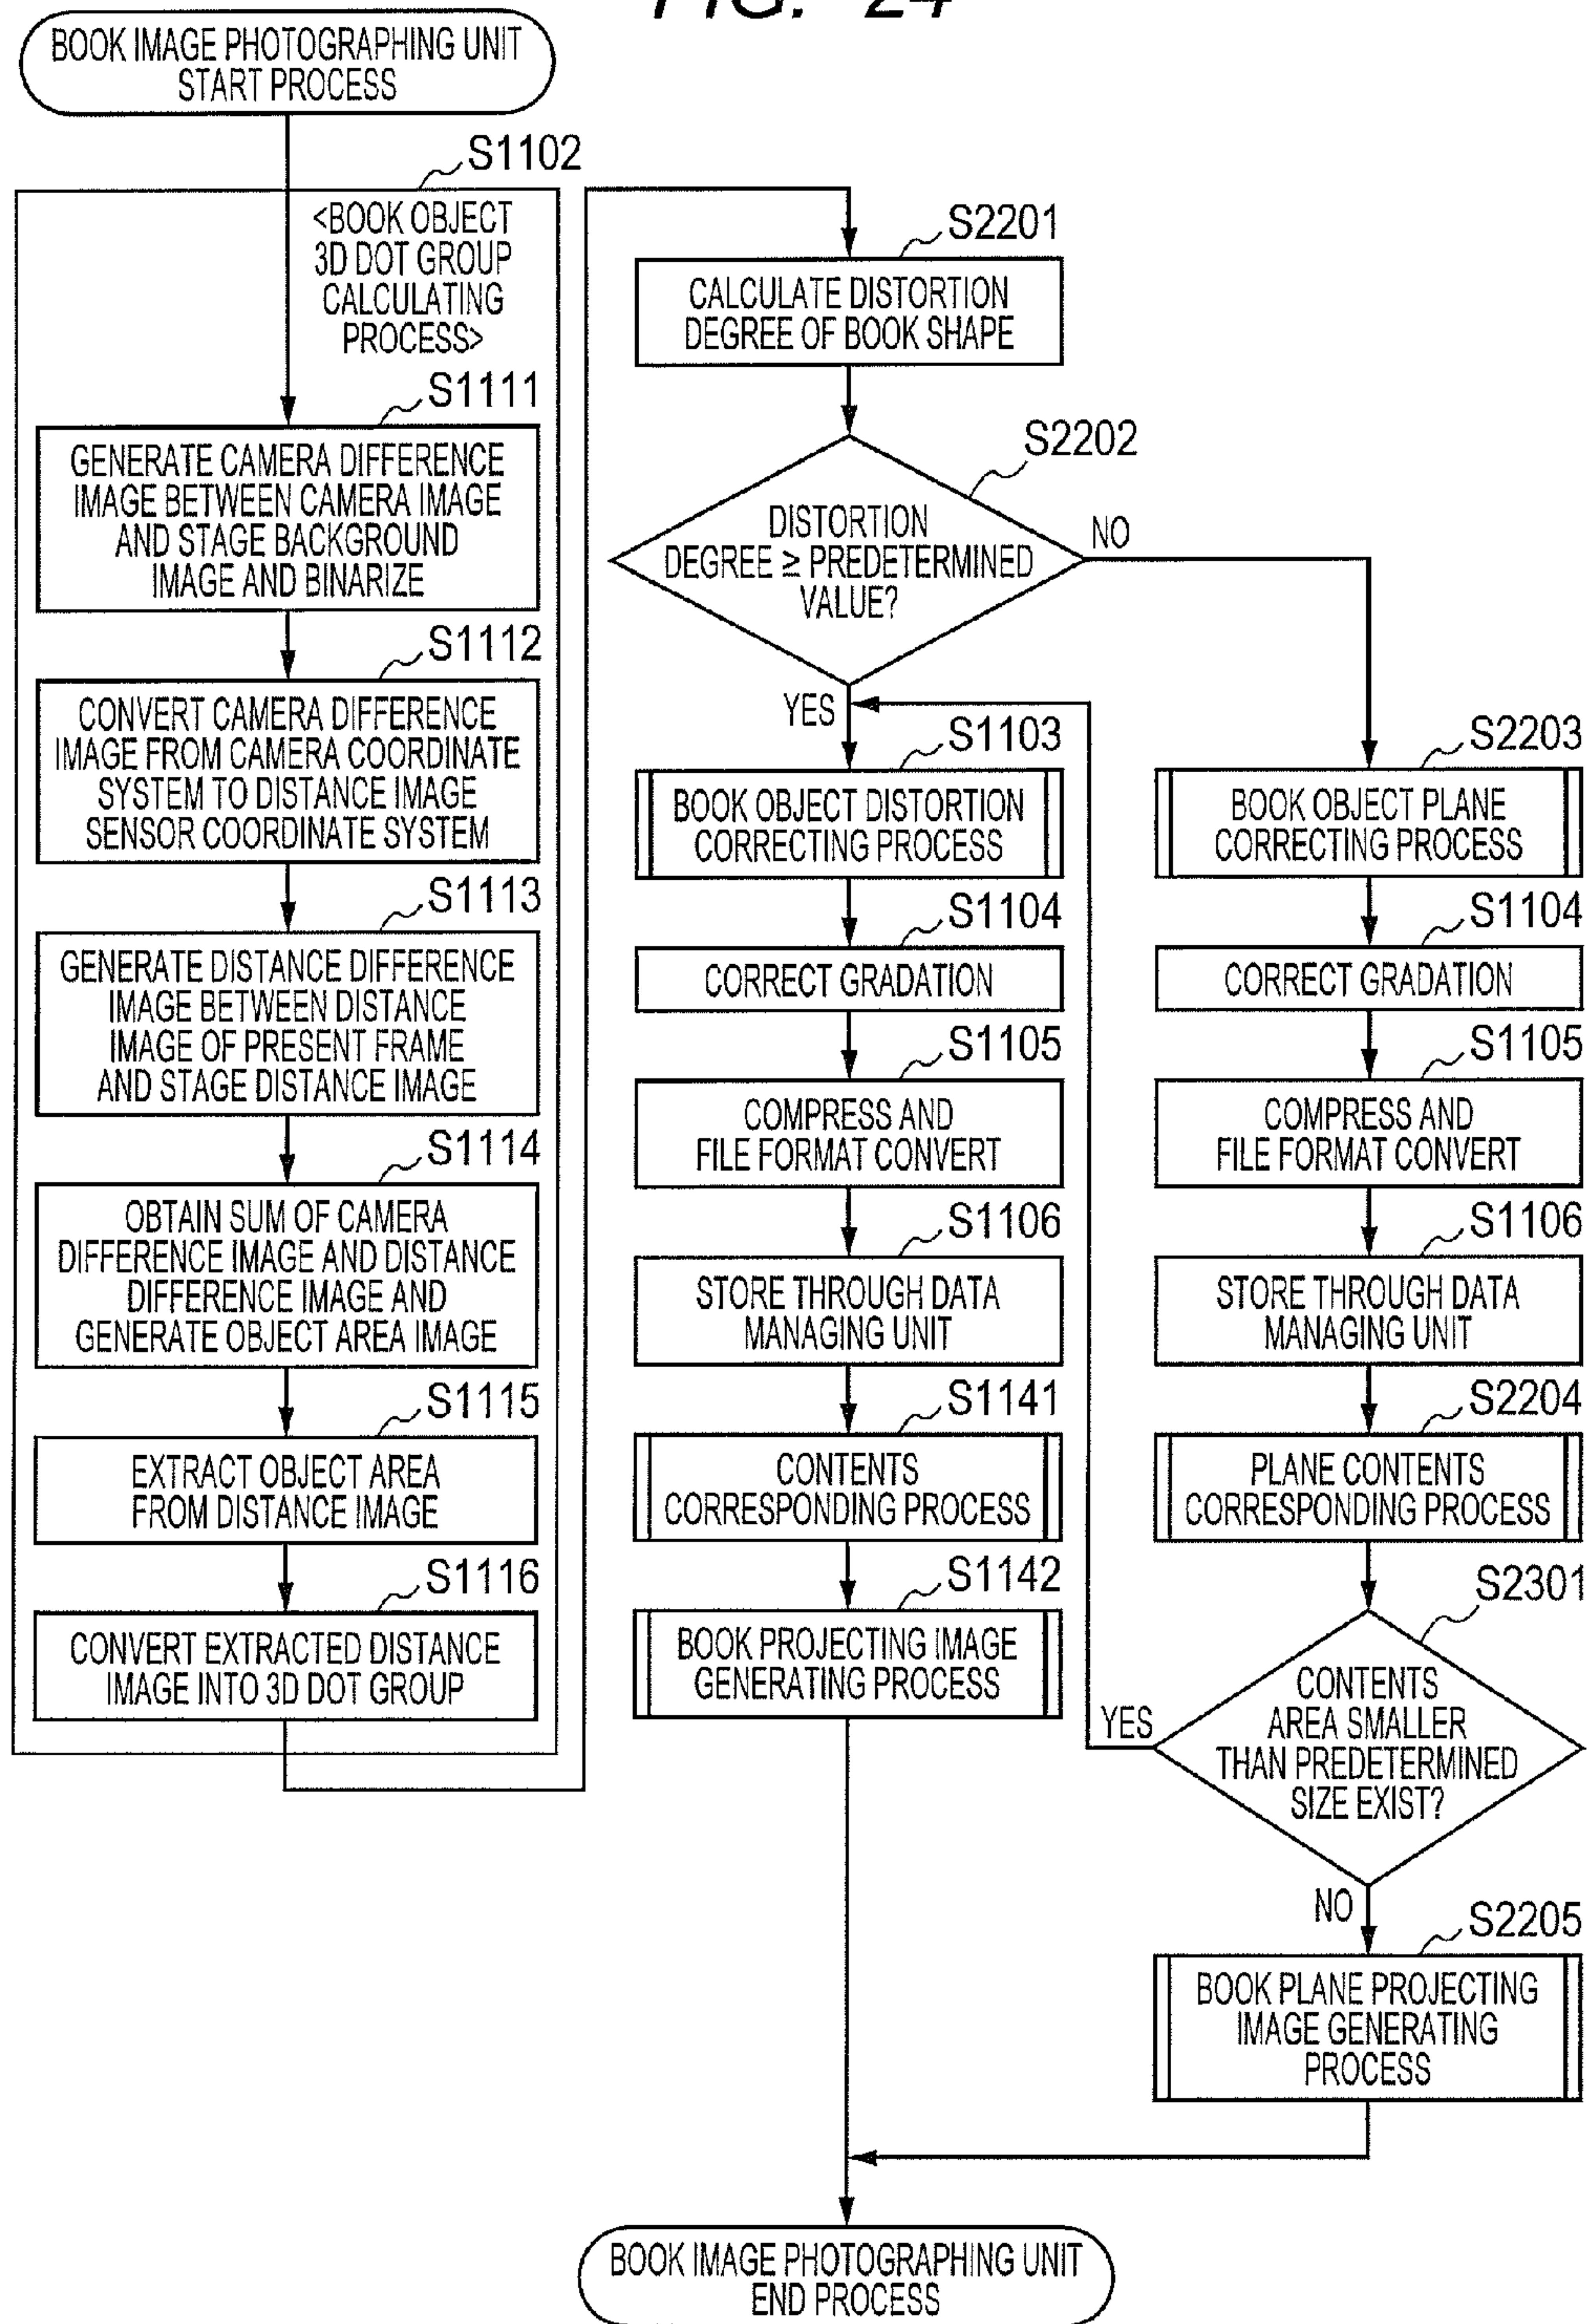 FIG. 24
BOOK IMAGE PHOTOGRAPHING UNIT
START PROCESS
S1102
<BOOK OBJECT
3D DOT GROUP
CALCULATING
PROCESS>
S1111
GENERATE CAMERA DIFFERENCE
IMAGE BETWEEN CAMERA IMAGE
AND STAGE BACKGROUND
IMAGE AND BINARIZE
S1112
CONVERT CAMERA DIFFERENCE
IMAGE FROM CAMERA COORDINATE
SYSTEM TO DISTANCE IMAGE
SENSOR COORDINATE SYSTEM
S1113
GENERATE DISTANCE DIFFERENCE
IMAGE BETWEEN DISTANCE
IMAGE OF PRESENT FRAME
AND STAGE DISTANCE IMAGE
S1114
OBTAIN SUM OF CAMERA
DIFFERENCE IMAGE AND DISTANCE
DIFFERENCE IMAGE AND
GENERATE OBJECT AREA IMAGE
S1115
EXTRACT OBJECT AREA
FROM DISTANCE IMAGE
S1116
CONVERT EXTRACTED DISTANCE
IMAGE INTO 3D DOT GROUP
S2201
CALCULATE DISTORTION
DEGREE OF BOOK SHAPE
S2202
DISTORTION
DEGREE ≥ PREDETERMINED
VALUE?
NO
YES
S1103
BOOK OBJECT DISTORTION
CORRECTING PROCESS
S1104
CORRECT GRADATION
S1105
COMPRESS AND
FILE FORMAT CONVERT
S1106
STORE THROUGH DATA
MANAGING UNIT
S1141
CONTENTS
CORRESPONDING PROCESS
S1142
BOOK PROJECTING IMAGE
GENERATING PROCESS
S2203
BOOK OBJECT PLANE
CORRECTING PROCESS
S1104
CORRECT GRADATION
S1105
COMPRESS AND
FILE FORMAT CONVERT
S1106
STORE THROUGH DATA
MANAGING UNIT
S2204
PLANE CONTENTS
CORRESPONDING PROCESS
S2301
CONTENTS
AREA SMALLER
THAN PREDETERMINED
SIZE EXIST?
YES
NO
S2205
BOOK PLANE PROJECTING
IMAGE GENERATING
PROCESS
BOOK IMAGE PHOTOGRAPHING UNIT
END PROCESS